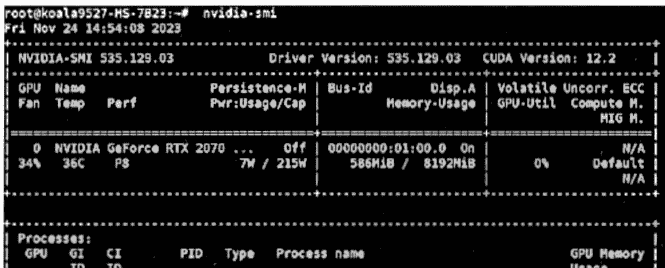 root@koala9527-MS-7B23:~# nvidia-smi
Fri Nov 24 14:54:08 2023
NVIDIA-SMI 535.129.03 Driver Version: 535.129.03 CUDA Version: 12.2
GPU Name Persistence-M | Bus-Id Disp.A | Volatile Uncorr. ECC
Fan Temp Perf Pwr:Usage/Cap | Memory-Usage | GPU-Util Compute M.
MIG M.
0 NVIDIA GeForce RTX 2070 ... Off | 00000000:01:00.0 On | N/A
34% 36C P8 7W / 215W | 586MiB / 8192MiB | 0% Default
N/A
Processes:
GPU GI CI PID Type Process name GPU Memory
ID ID Usage